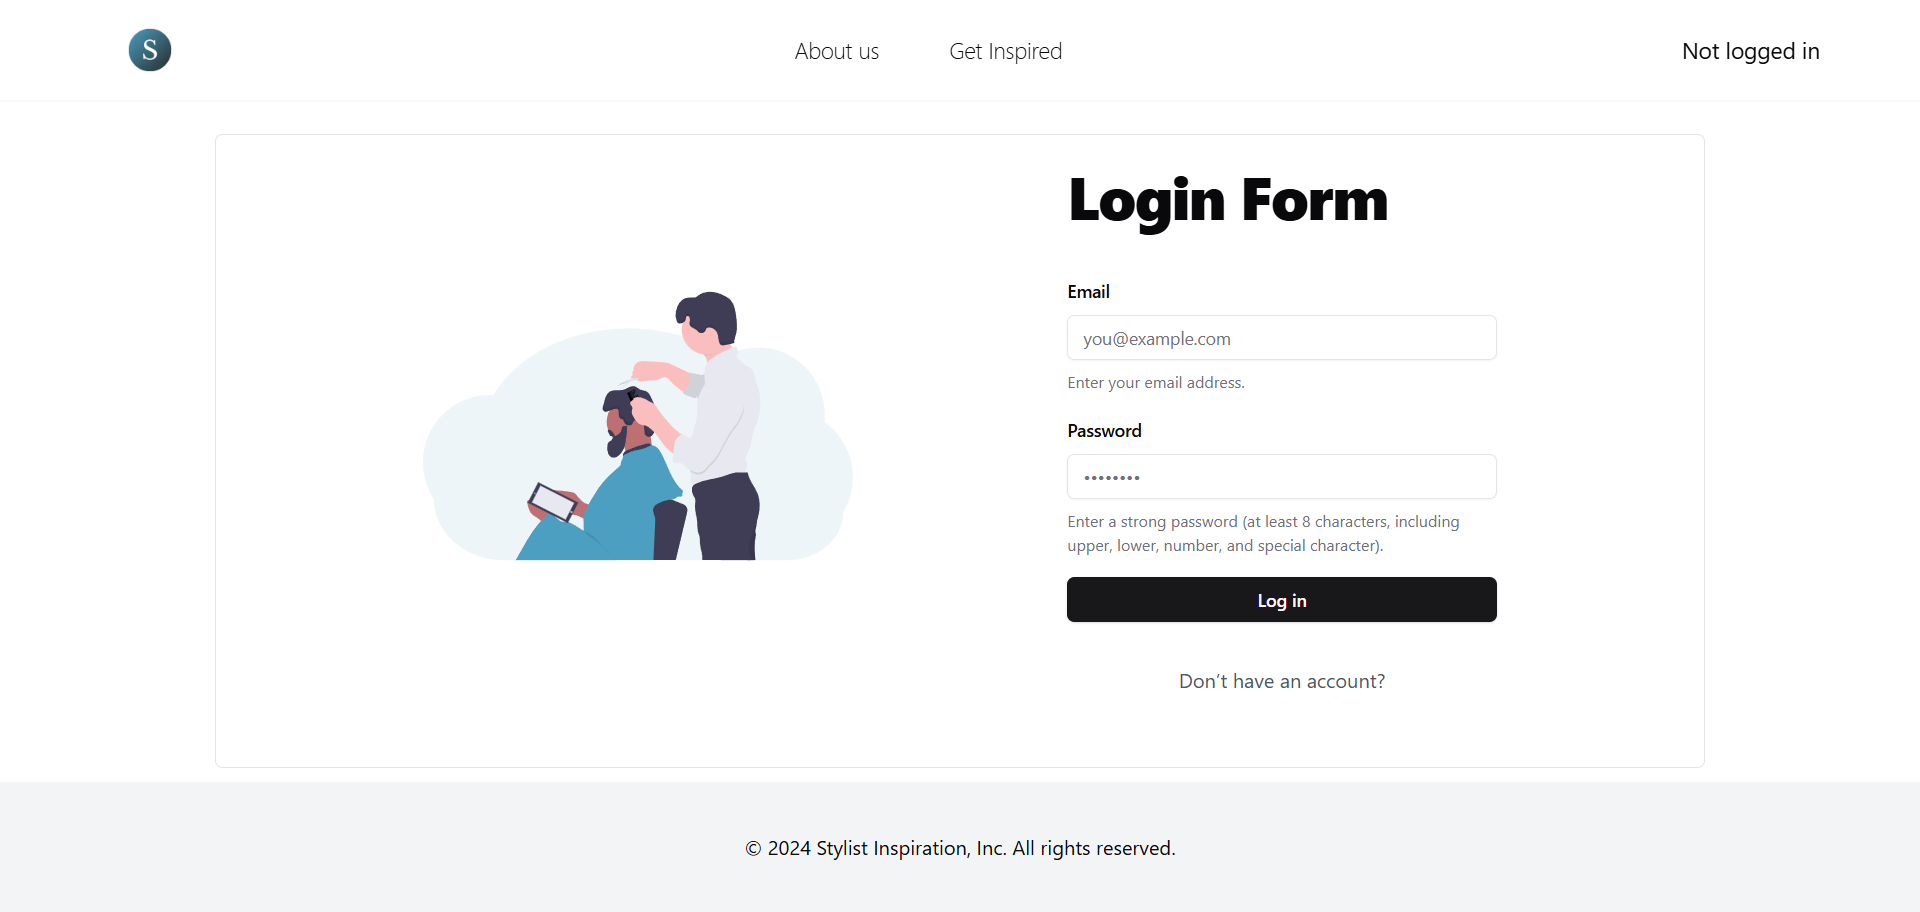 S
About us
Get Inspired
Not logged in
Login Form
Email
you@example.com
Enter your email address.
Password
••••••••
Enter a strong password (at least 8 characters, including
upper, lower, number, and special character).
Log in
Don’t have an account?
© 2024 Stylist Inspiration, Inc. All rights reserved.